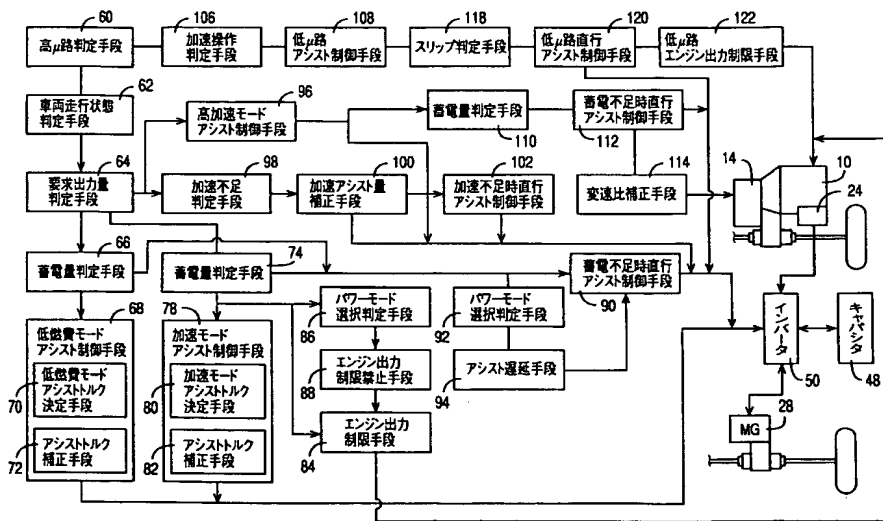 60
高μ路判定手段
106
加速操作
判定手段
108
低μ路
アシスト制御手段
118
スリップ判定手段
120
低μ路直行
アシスト制御手段
122
低μ路
エンジン出力制限手段
62
車両走行状態
判定手段
96
高加速モード
アシスト制御手段
蓄電量判定手段
110
蓄電不足時直行
アシスト制御手段
112
64
要求出力量
判定手段
98
加速不足
判定手段
100
加速アシスト量
補正手段
102
加速不足時直行
アシスト制御手段
114
変速比補正手段
14
10
24
66
蓄電量判定手段
74
蓄電量判定手段
蓄電不足時直行
アシスト制御手段
90
68
低燃費モード
アシスト制御手段
70
低燃費モード
アシストトルク
決定手段
72
アシストトルク
補正手段
78
加速モード
アシスト制御手段
80
加速モード
アシストトルク
決定手段
82
アシストトルク
補正手段
パワーモード
選択判定手段
86
エンジン出力
制限禁止手段
88
エンジン出力
制限手段
84
パワーモード
選択判定手段
92
アシスト遅延手段
94
インバータ
50
キャパシタ
48
MG
28